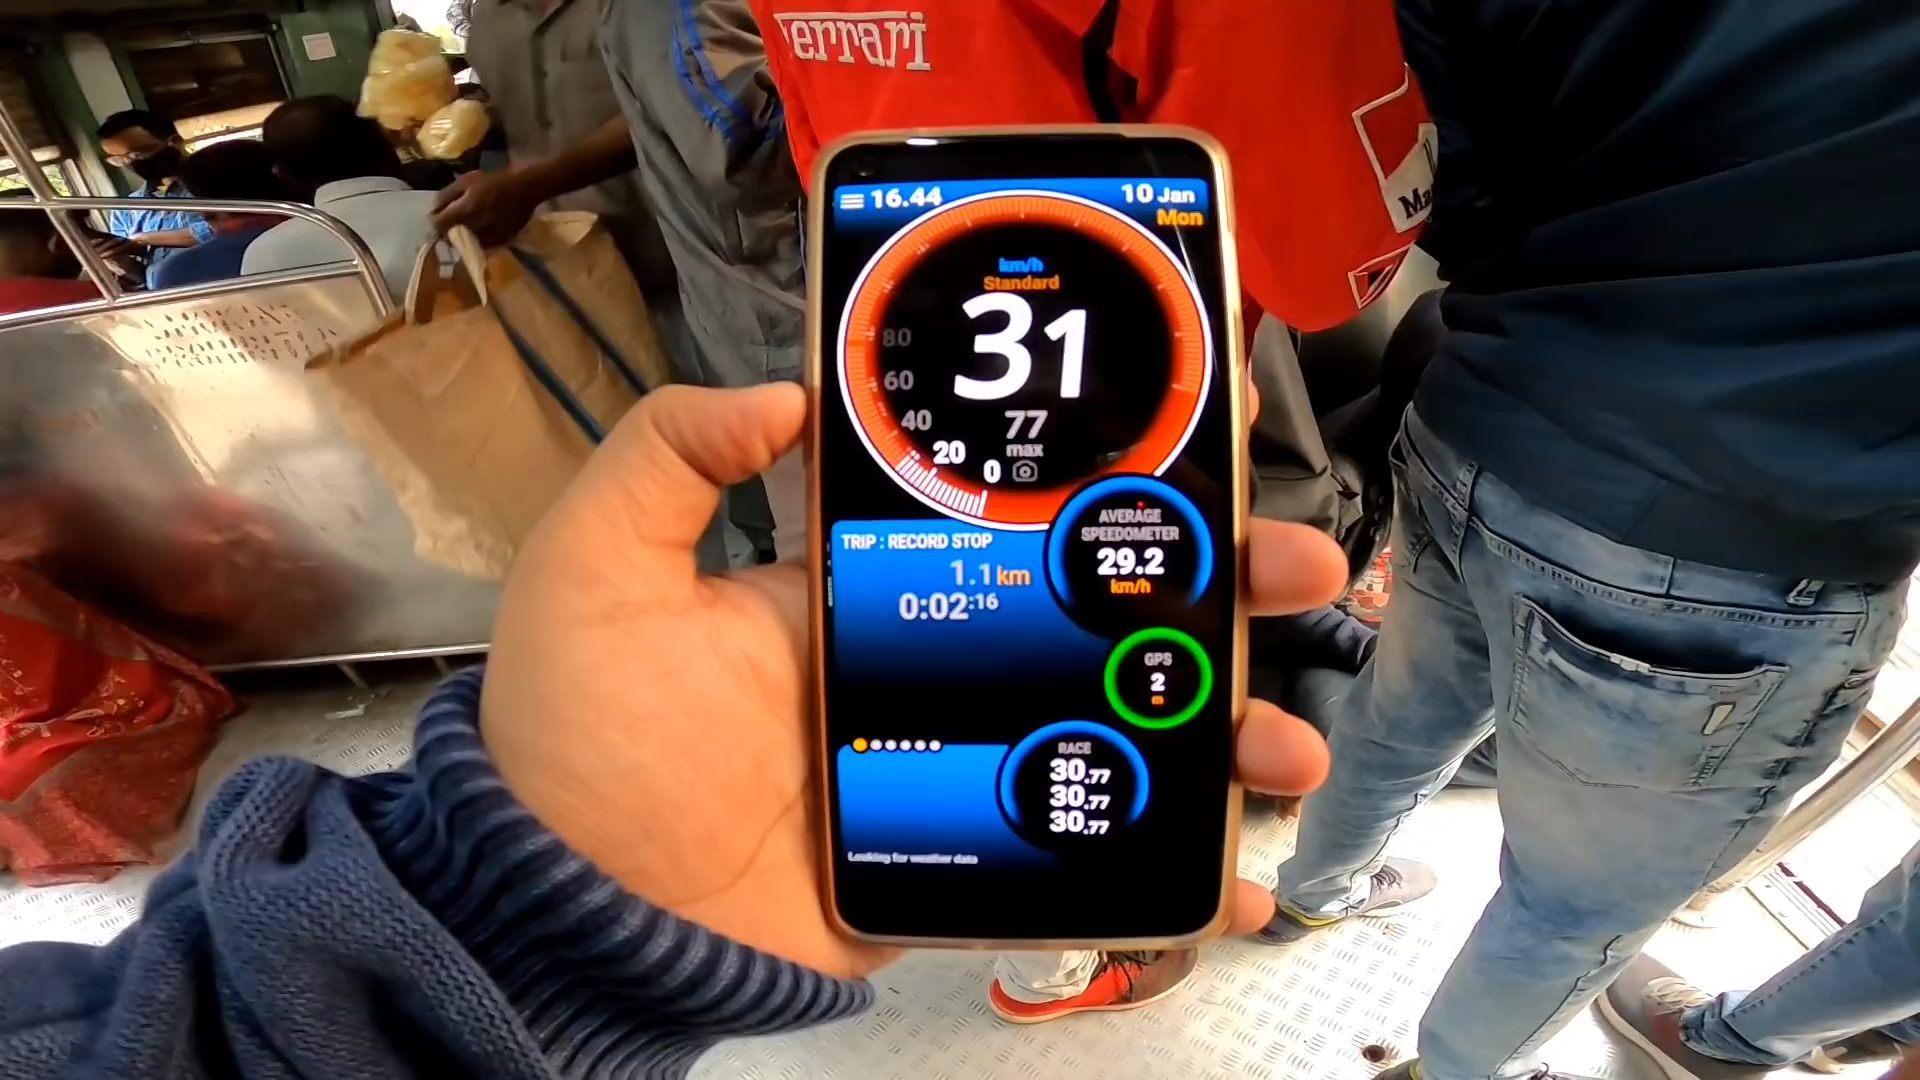 errari
16.44
10 Jan
Mon
km/h
Standard
31
80
60
40
20
0
77
max
AVERAGE
SPEEDOMETER
29.2
km/h
TRIP : RECORD STOP
1.1 km
0:02:16
GPS
2
m
RACE
30.77
30.77
30.77
Looking for weather data
Ma